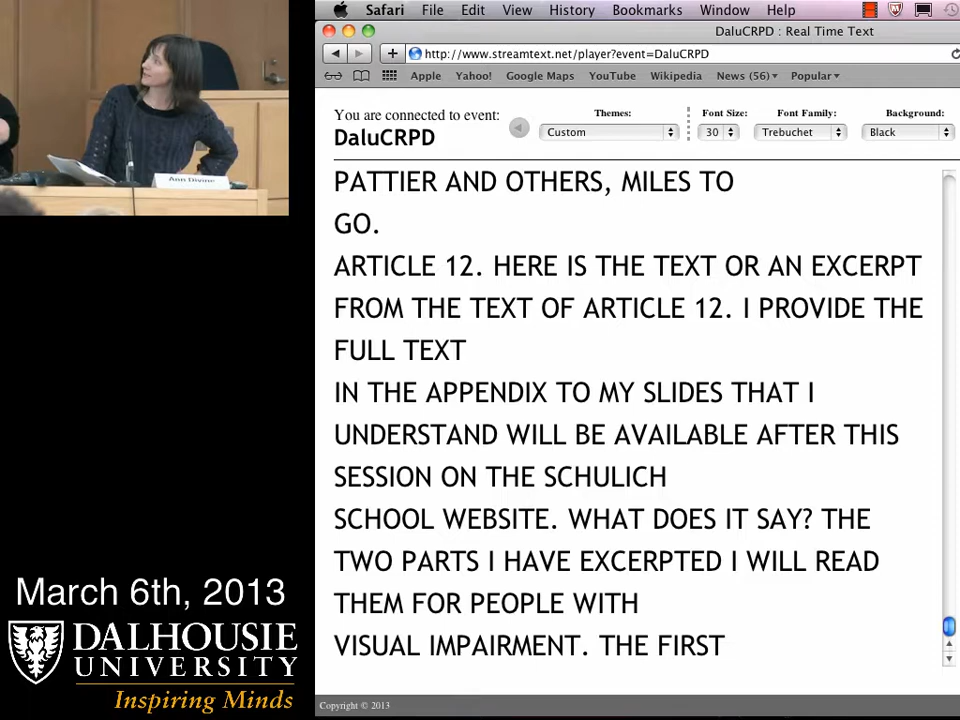 Safari File Edit View History Bookmarks Window Help
DaluCRPD : Real Time Text
http://www.streamtext.net/player?event=DaluCRPD
Apple Yahoo! Google Maps YouTube Wikipedia News (56) Popular
You are connected to event:
DaluCRPD
Themes: Font Size: Font Family: Background:
Custom 30 Trebuchet Black
PATTIER AND OTHERS, MILES TO
GO.
ARTICLE 12. HERE IS THE TEXT OR AN EXCERPT
FROM THE TEXT OF ARTICLE 12. I PROVIDE THE
FULL TEXT
IN THE APPENDIX TO MY SLIDES THAT I
UNDERSTAND WILL BE AVAILABLE AFTER THIS
SESSION ON THE SCHULICH
SCHOOL WEBSITE. WHAT DOES IT SAY? THE
TWO PARTS I HAVE EXCERPTED I WILL READ
THEM FOR PEOPLE WITH
VISUAL IMPAIRMENT. THE FIRST
Copyright © 2013
Ann Divine
March 6th, 2013
DALHOUSIE
UNIVERSITY
Inspiring Minds